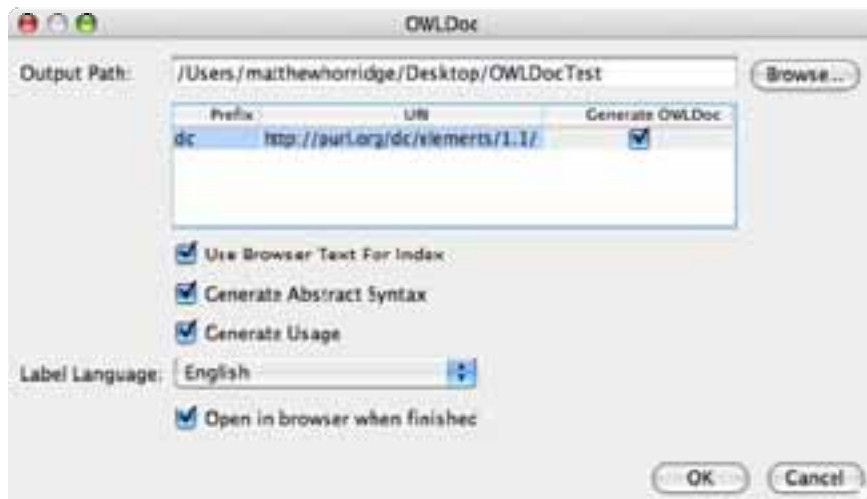 OWLDoc
Output Path: /Users/matthewhorridge/Desktop/OWLDocTest Browse...
Prefix URI Generate OWLDoc
dc http://purl.org/dc/elements/1.1/
Use Browser Text For Index
Generate Abstract Syntax
Generate Usage
Label Language: English
Open in browser when finished
OK Cancel